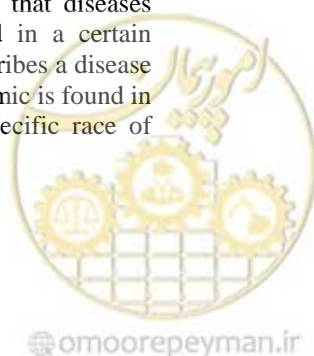 that diseases
in a certain
ribes a disease
mic is found in
ecific race of
امور پیمان
omoorepeyman.ir